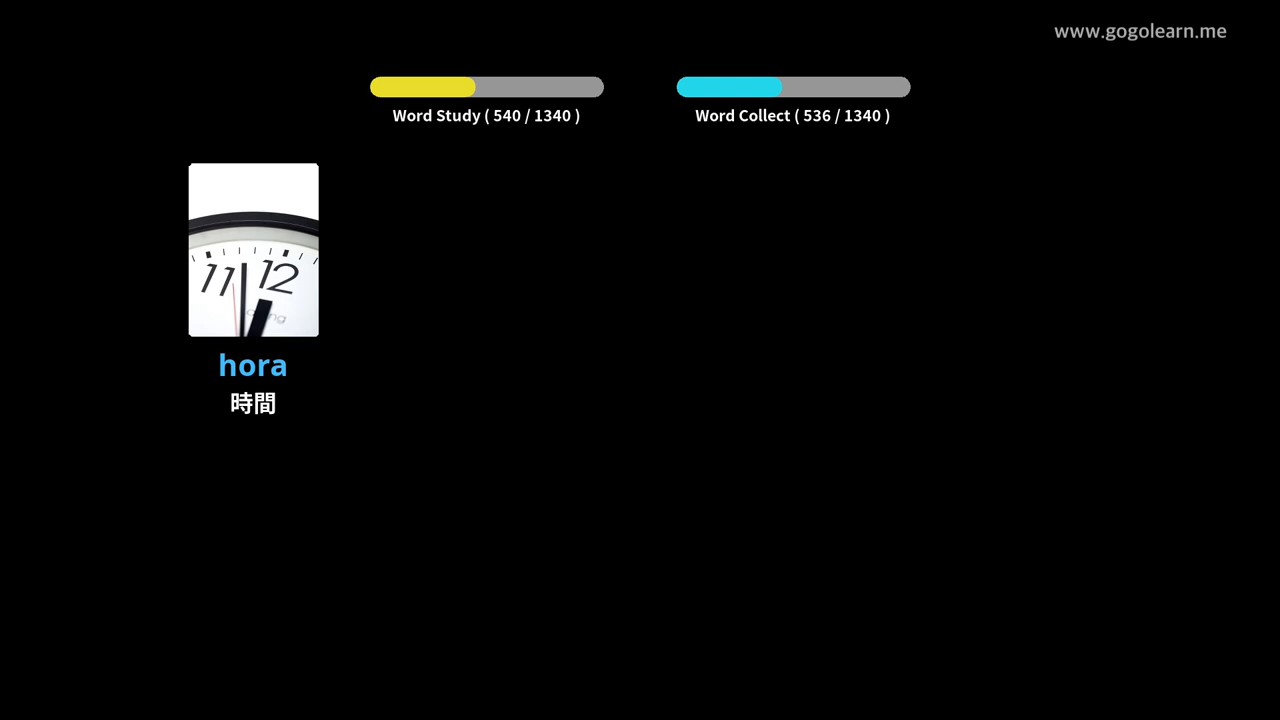 www.gogolearn.me
Word Study ( 540 / 1340 )
Word Collect ( 536 / 1340 )
11 12
hora
時間